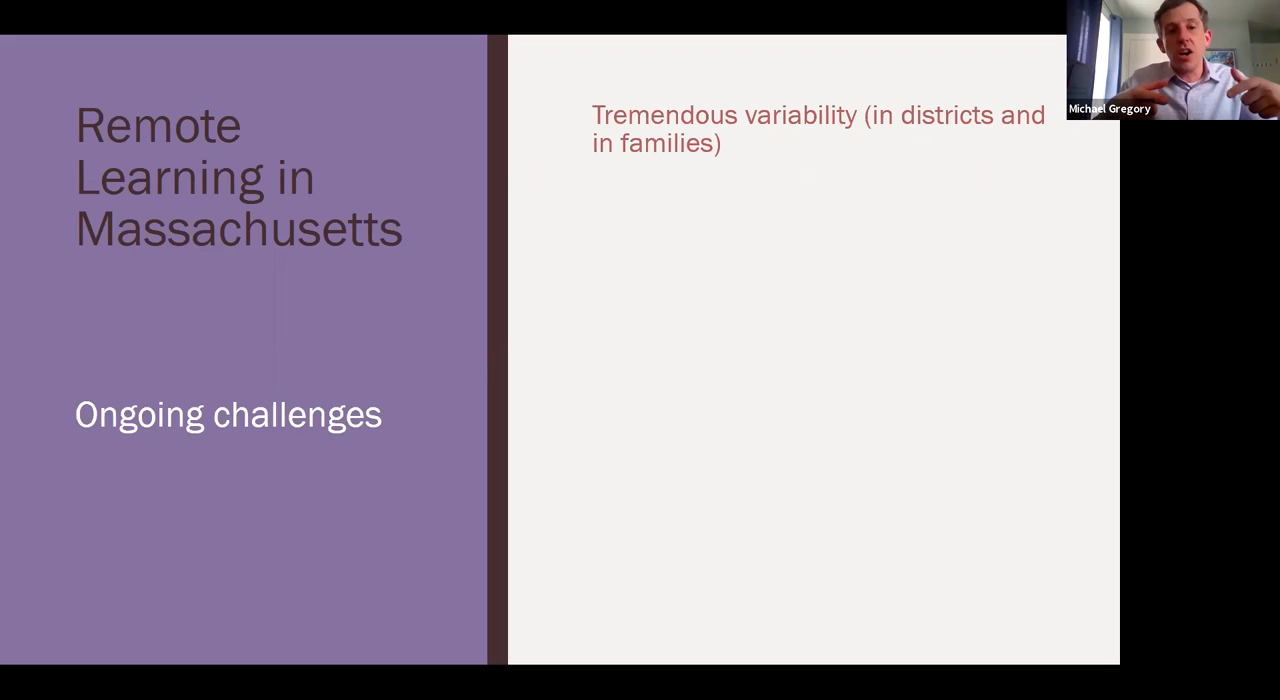 Remote
Learning in
Massachusetts
Ongoing challenges
Tremendous variability (in districts and
in families)
Michael Gregory